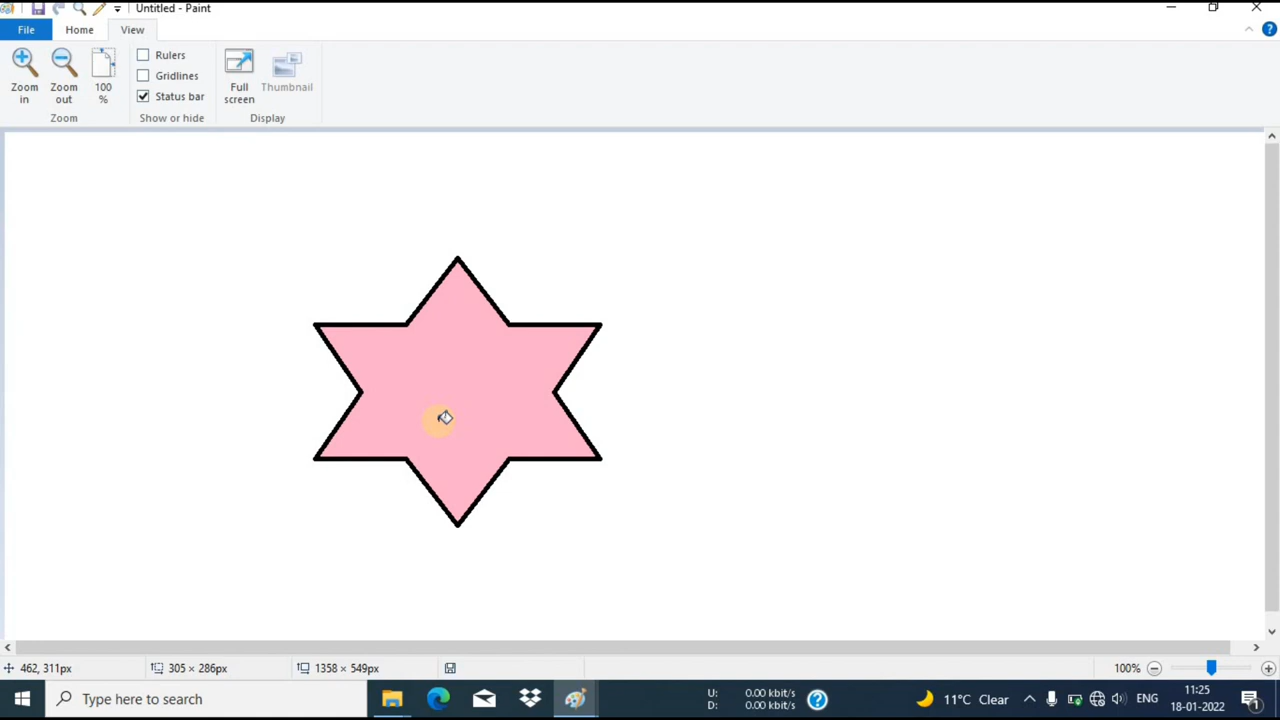 Untitled - Paint
File Home View
Zoom in
Zoom out
100 %
Zoom
Rulers
Gridlines
Status bar
Show or hide
Full screen
Thumbnail
Display
462, 311px 305 × 286px 1358 × 549px 100%
Type here to search
U: 0.00 kbit/s
D: 0.00 kbit/s
11°C Clear
ENG
11:25
18-01-2022
1